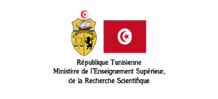 République Tunisienne
Ministère de l'Enseignement Supérieur,
de la Recherche Scientifique